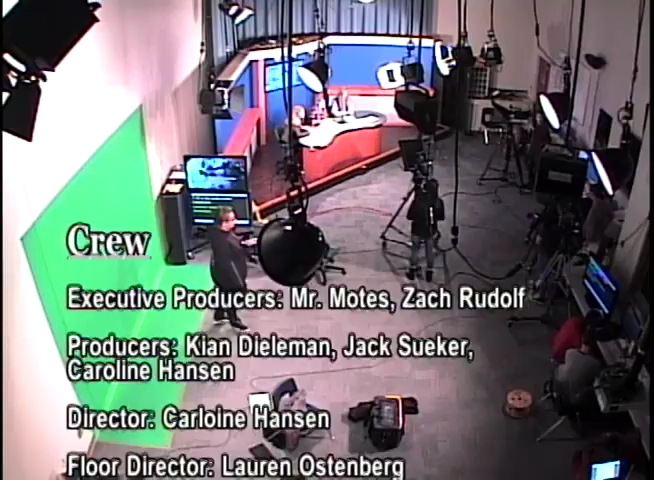 Crew
Executive Producers: Mr. Motes, Zach Rudolf
Producers: Kian Dieleman, Jack Sueker,
Caroline Hansen
Director: Carloine Hansen
Floor Director: Lauren Ostenberg